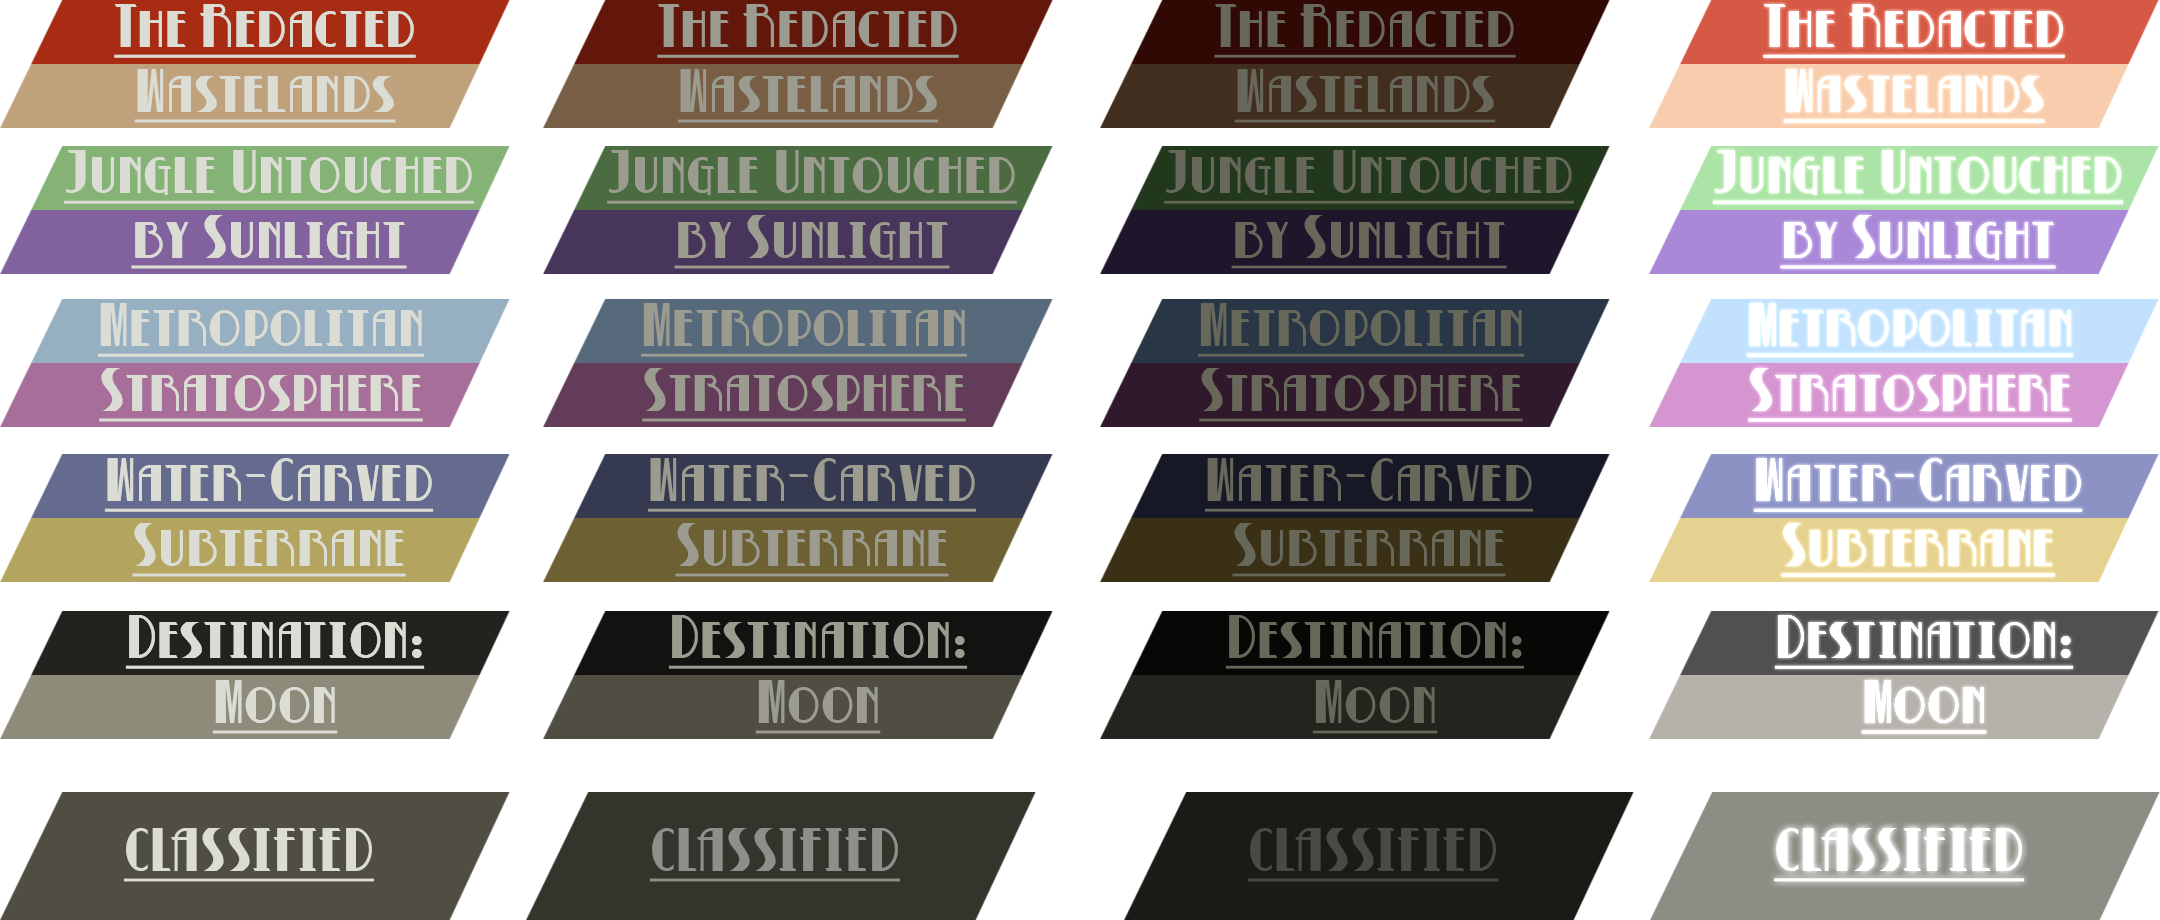 The Redacted The Redacted The Redacted The Redacted
Wastelands Wastelands Wastelands Wastelands
Jungle Untouched Jungle Untouched Jungle Untouched Jungle Untouched
by Sunlight by Sunlight by Sunlight by Sunlight
Metropolitan Metropolitan Metropolitan Metropolitan
Stratosphere Stratosphere Stratosphere Stratosphere
Water-Carved Water-Carved Water-Carved Water-Carved
Subterrane Subterrane Subterrane Subterrane
Destination: Destination: Destination: Destination:
Moon Moon Moon Moon
classified classified classified classified